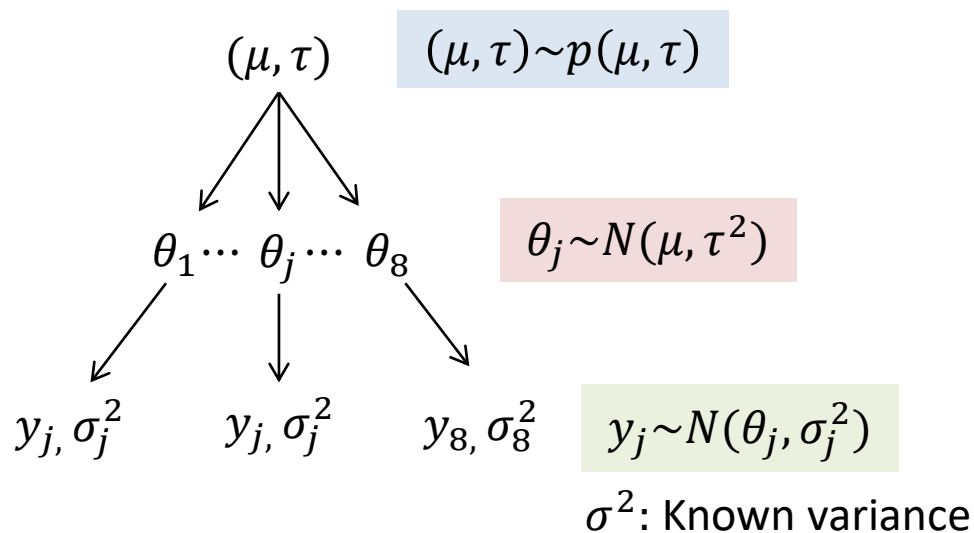 (μ, τ) (μ, τ)~p(μ, τ)
θ₁ ⋯ θⱼ ⋯ θ₈ θⱼ~N(μ, τ²)
yⱼ, σⱼ² yⱼ, σⱼ² y₈, σ₈² yⱼ~N(θⱼ, σⱼ²)
σ²: Known variance